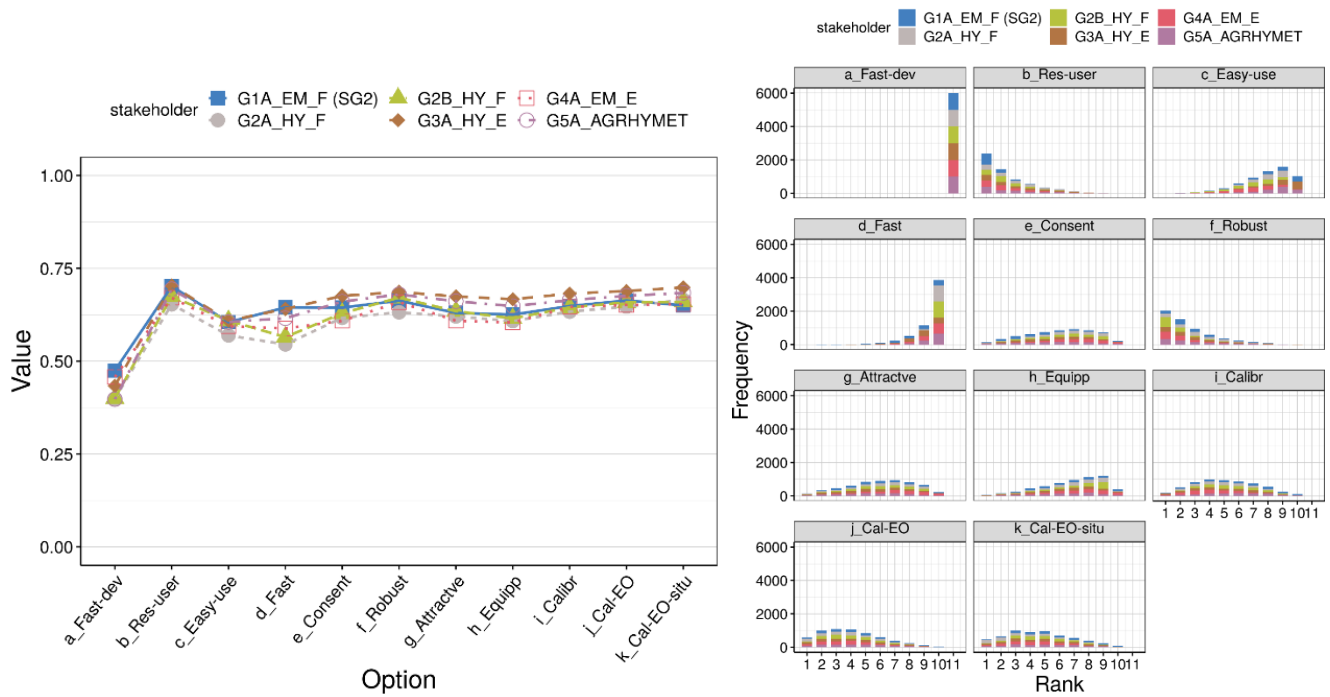 stakeholder
G1A_EM_F (SG2)
G2B_HY_F
G4A_EM_E
G2A_HY_F
G3A_HY_E
G5A_AGRHYMET
Value
1.00
0.75
0.50
0.25
0.00
a_Fast-dev
b_Res-user
c_Easy-use
d_Fast
e_Consent
f_Robust
g_Attractve
h_Equipp
i_Calibr
j_Cal-EO
k_Cal-EO-situ
Option
stakeholder
G1A_EM_F (SG2)
G2B_HY_F
G4A_EM_E
G2A_HY_F
G3A_HY_E
G5A_AGRHYMET
Frequency
a_Fast-dev
b_Res-user
c_Easy-use
6000
4000
2000
0
d_Fast
e_Consent
f_Robust
6000
4000
2000
0
g_Attractve
h_Equipp
i_Calibr
6000
4000
2000
0
1 2 3 4 5 6 7 8 9 10 11
j_Cal-EO
k_Cal-EO-situ
6000
4000
2000
0
1 2 3 4 5 6 7 8 9 10 11
1 2 3 4 5 6 7 8 9 10 11
Rank